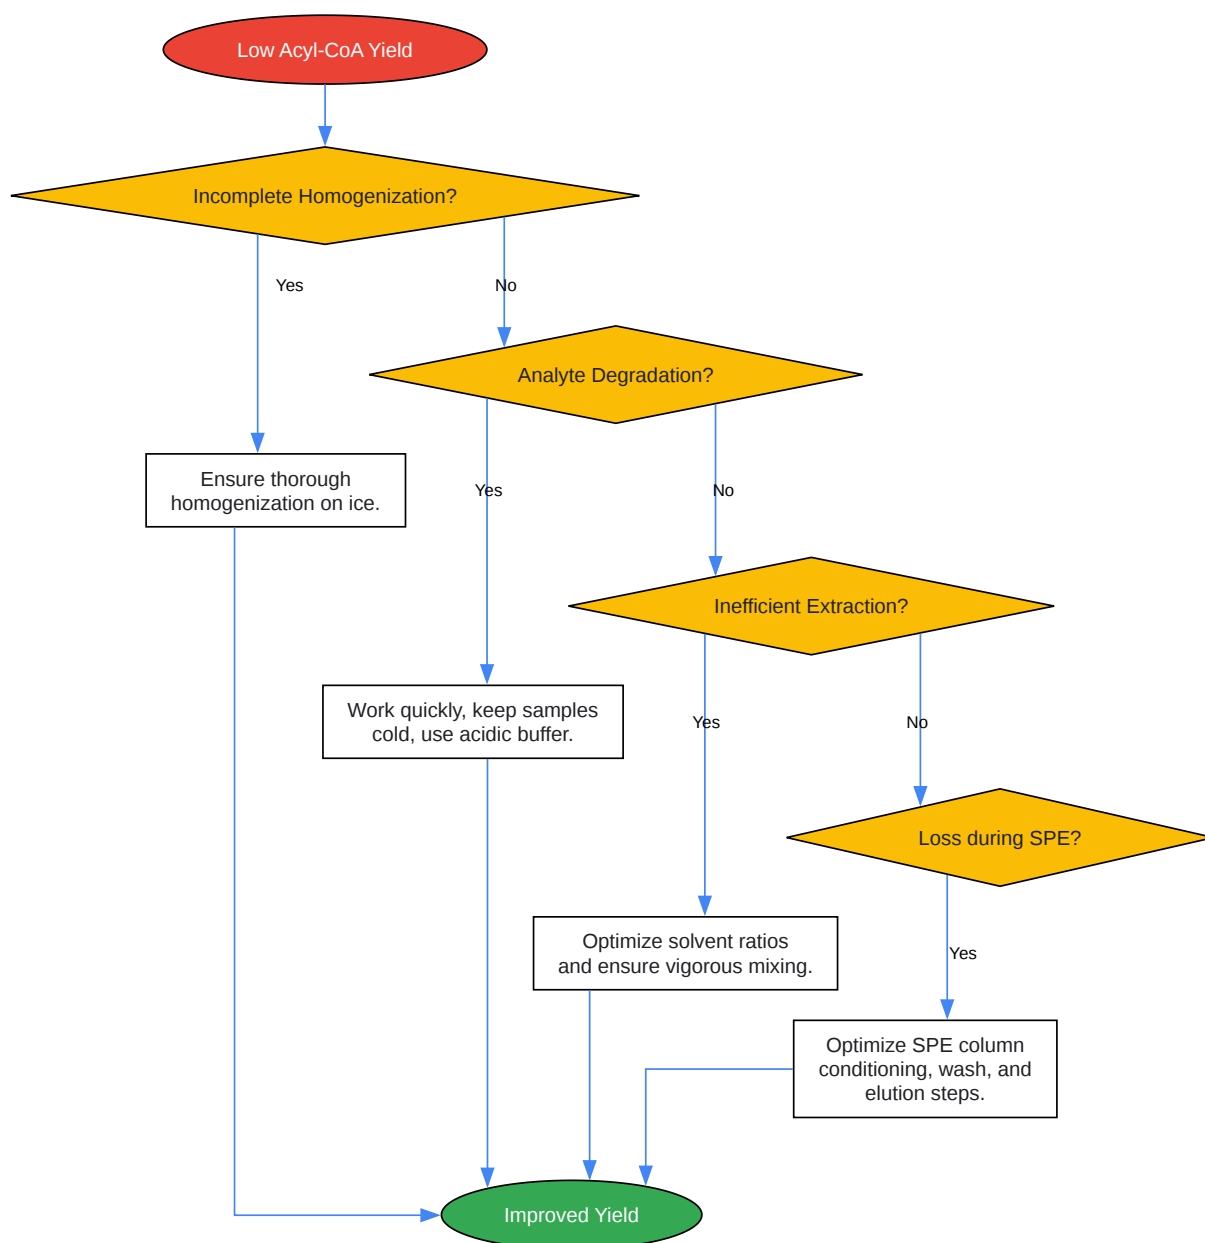 Low Acyl-CoA Yield
Incomplete Homogenization?
Yes
No
Analyte Degradation?
Ensure thorough
homogenization on ice.
Yes
No
Inefficient Extraction?
Work quickly, keep samples
cold, use acidic buffer.
Yes
No
Loss during SPE?
Optimize solvent ratios
and ensure vigorous mixing.
Yes
Optimize SPE column
conditioning, wash, and
elution steps.
Improved Yield